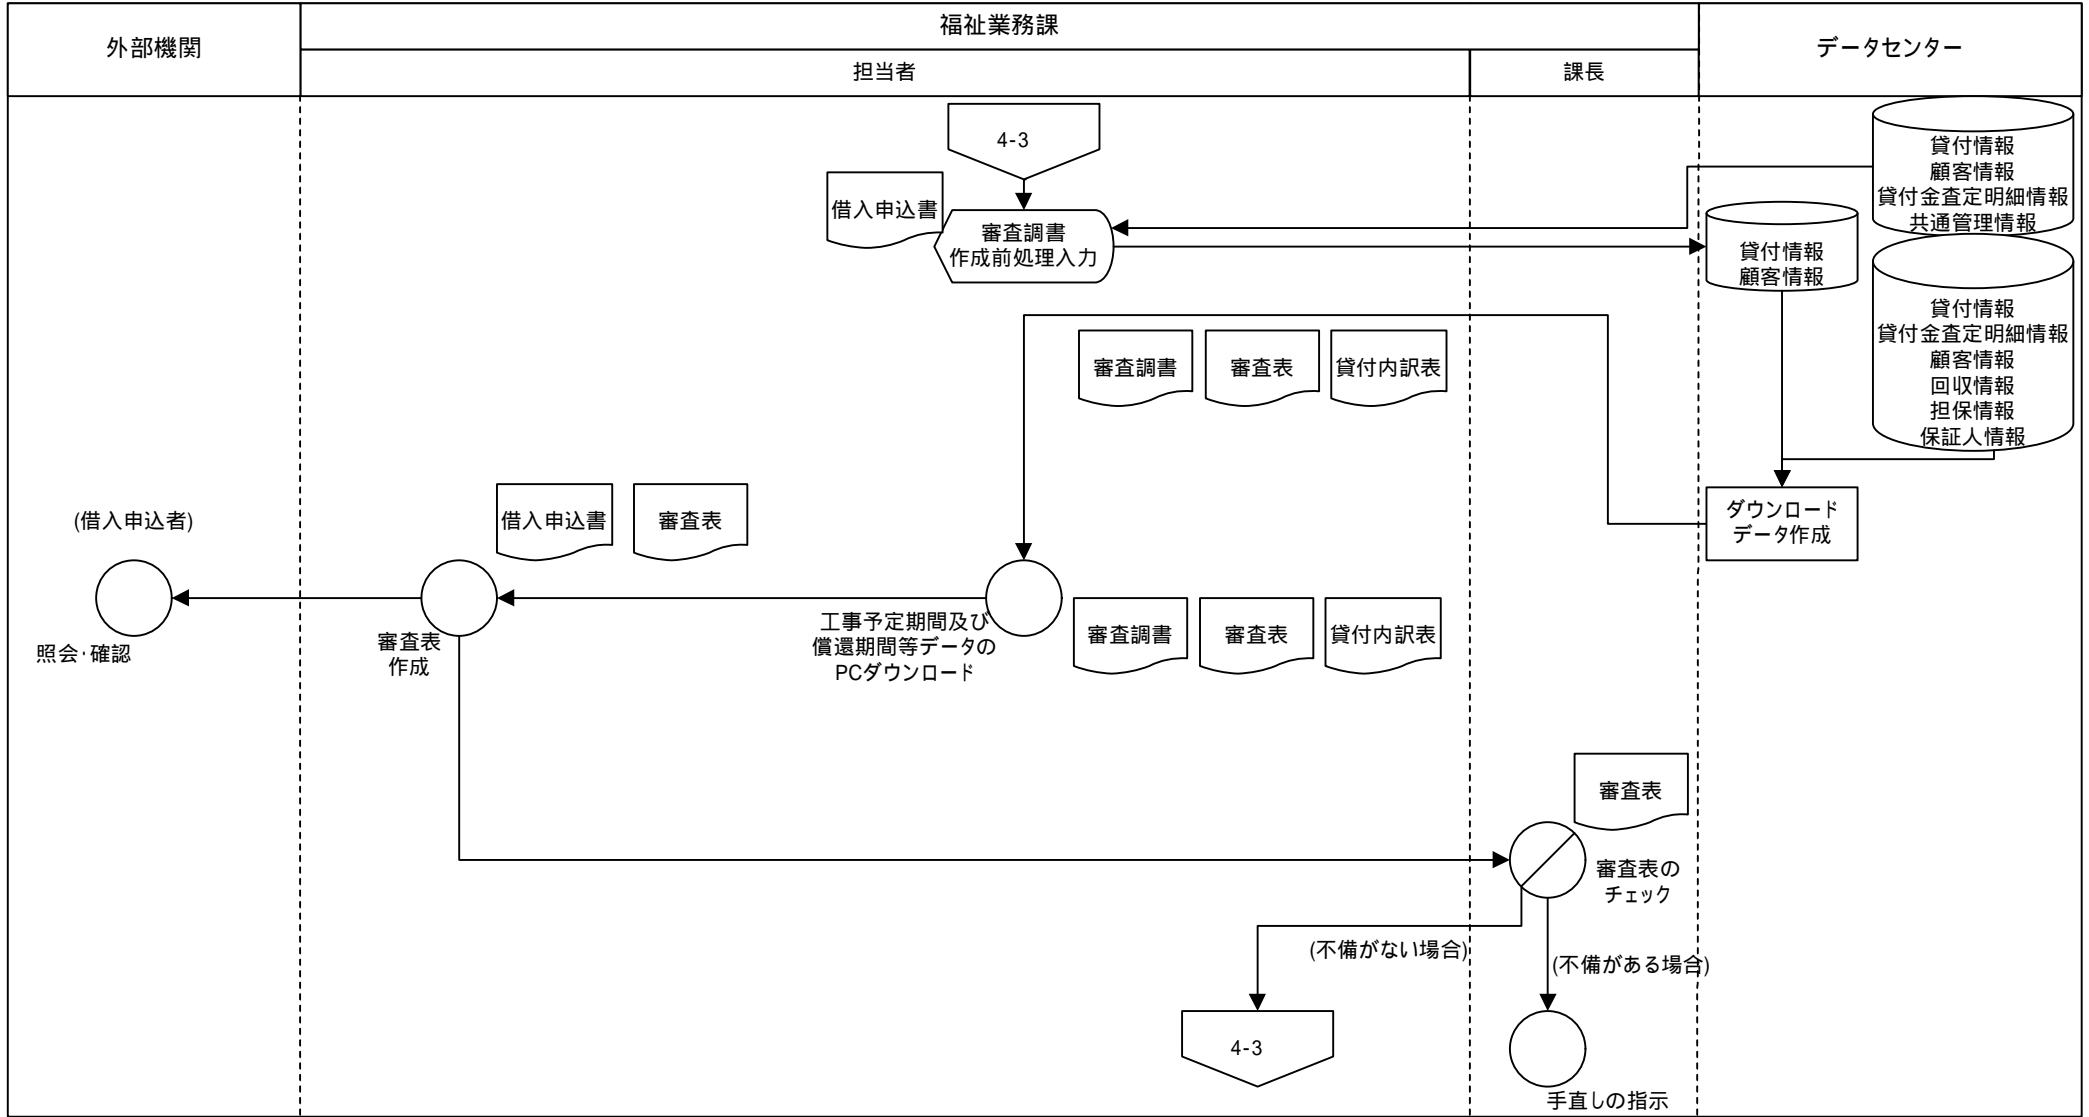 外部機関
福祉業務課
担当者
課長
データセンター
4-3
借入申込書
審査調書
作成前処理入力
貸付情報
顧客情報
貸付金査定明細情報
共通管理情報
貸付情報
顧客情報
貸付情報
貸付金査定明細情報
顧客情報
回収情報
担保情報
保証人情報
審査調書
審査表
貸付内訳表
ダウンロード
データ作成
(借入申込者)
借入申込書
審査表
照会·確認
審査表
作成
工事予定期間及び
償還期間等データの
PCダウンロード
審査調書
審査表
貸付内訳表
審査表
審査表の
チェック
(不備がない場合)
(不備がある場合)
4-3
手直しの指示